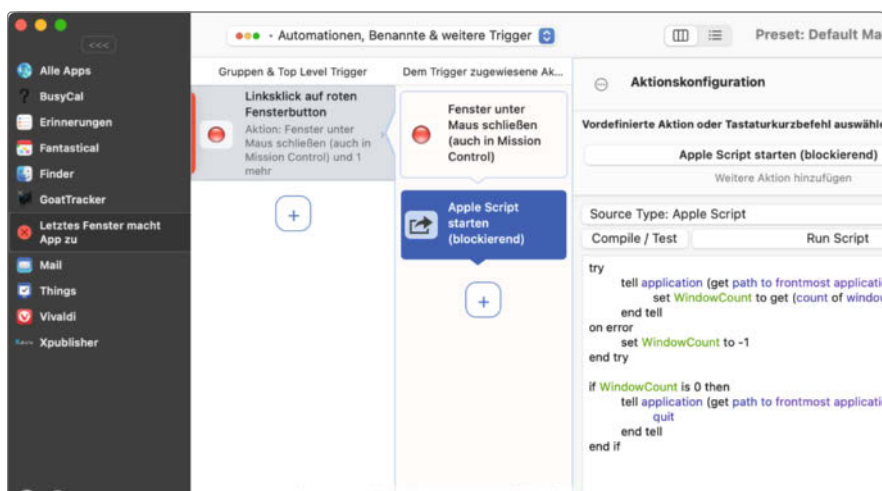 <<<
Automationen, Benannte & weitere Trigger
Preset: Default Ma
Alle Apps
BusyCal
Erinnerungen
Fantastical
Finder
GoatTracker
Letztes Fenster macht
App zu
Mail
Things
Vivaldi
Xpublisher
Gruppen & Top Level Trigger
Linksklick auf roten
Fensterbutton
Aktion: Fenster unter
Maus schließen (auch in
Mission Control) und 1
mehr
+
Dem Trigger zugewiesene Ak...
Fenster unter
Maus schließen
(auch in Mission
Control)
Apple Script
starten
(blockierend)
+
Aktionskonfiguration
Vordefinierte Aktion oder Tastaturkurzbefehl auswähle
Apple Script starten (blockierend)
Weitere Aktion hinzufügen
Source Type: Apple Script
Compile / Test
Run Script
try
tell application (get path to frontmost applicati
set WindowCount to get (count of window
end tell
on error
set WindowCount to -1
end try
if WindowCount is 0 then
tell application (get path to frontmost applicati
quit
end tell
end if